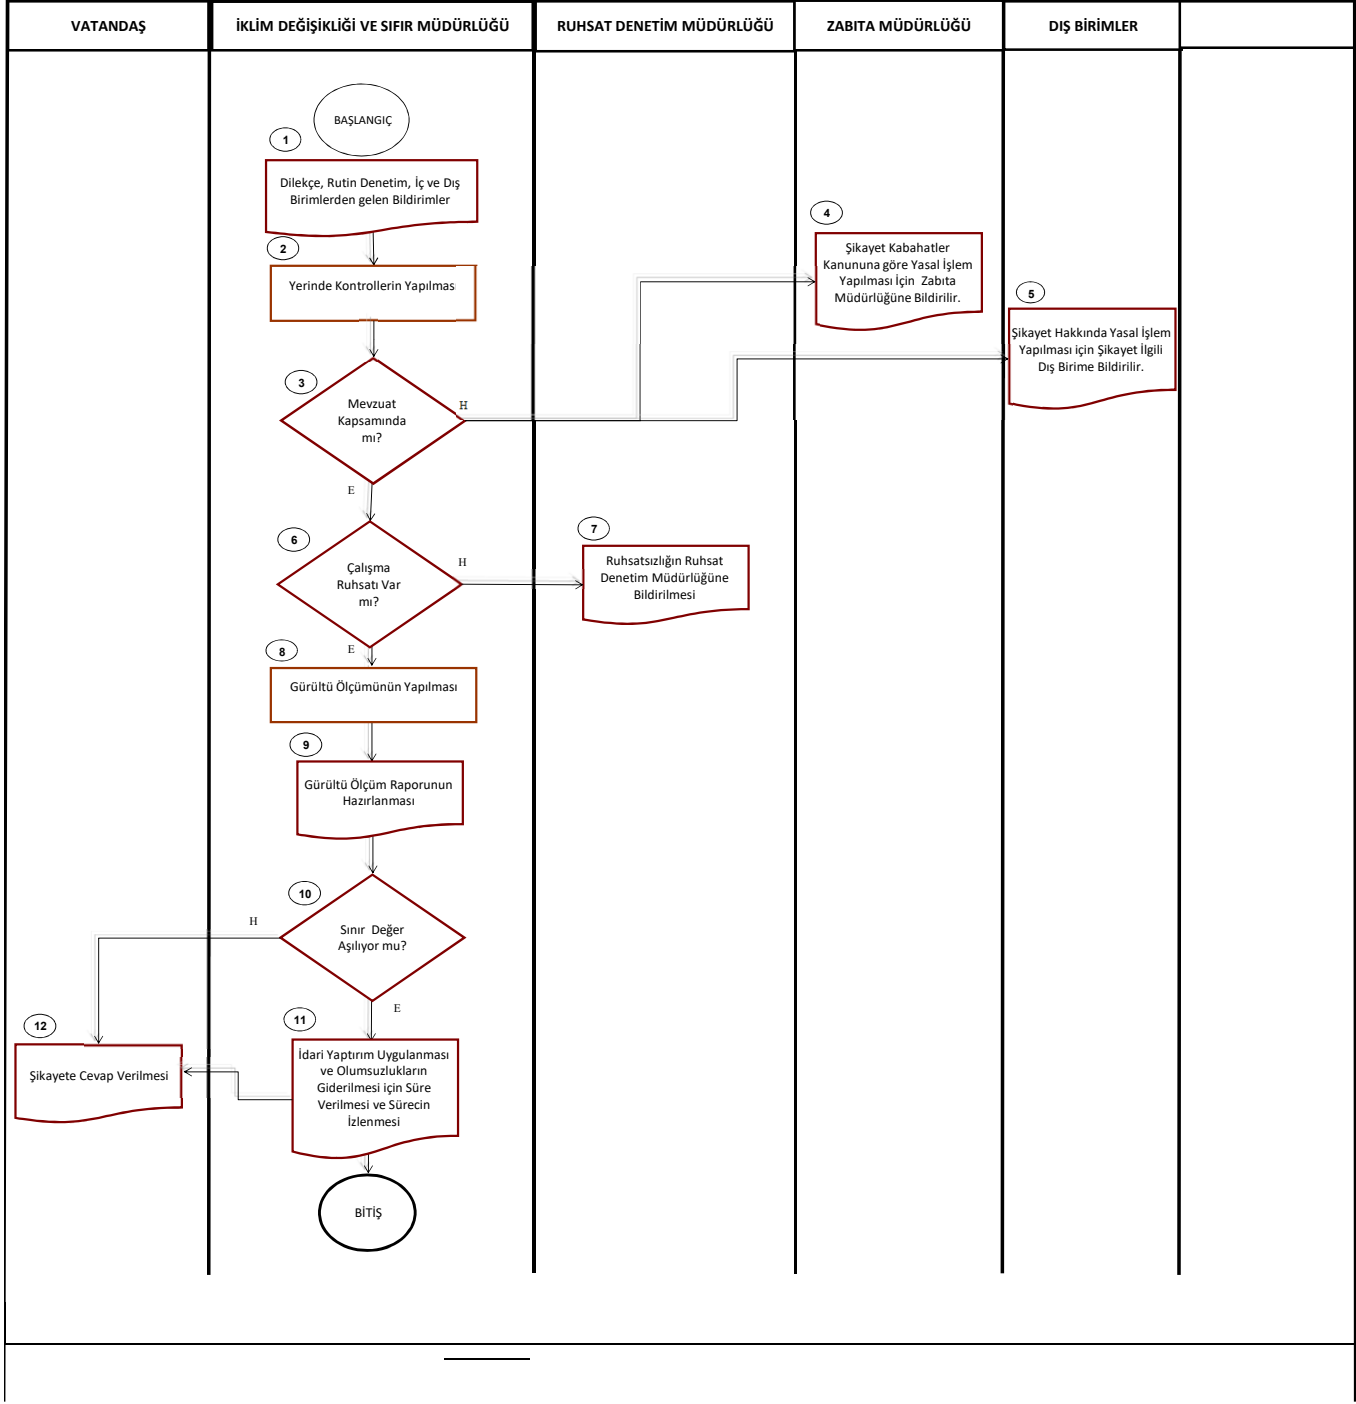 VATANDAŞ
İKLİM DEĞİŞİKLİĞİ VE SIFIR MÜDÜRLÜĞÜ
RUHSAT DENETİM MÜDÜRLÜĞÜ
ZABITA MÜDÜRLÜĞÜ
DIŞ BİRİMLER
BAŞLANGIÇ
1
Dilekçe, Rutin Denetim, İç ve Dış
Birimlerden gelen Bildirimler
2
Yerinde Kontrollerin Yapılması
3
Mevzuat
Kapsamında
mı?
H
4
Şikayet Kabahatler
Kanununa göre Yasal İşlem
Yapılması İçin Zabıta
Müdürlüğüne Bildirilir.
5
Şikayet Hakkında Yasal İşlem
Yapılması için Şikayet İlgili
Dış Birime Bildirilir.
E
6
Çalışma
Ruhsatı Var
mı?
H
7
Ruhsatsızlığın Ruhsat
Denetim Müdürlüğüne
Bildirilmesi
E
8
Gürültü Ölçümünün Yapılması
9
Gürültü Ölçüm Raporunun
Hazırlanması
10
Sınır Değer
Aşılıyor mu?
H
E
11
İdari Yaptırım Uygulanması
ve Olumsuzlukların
Giderilmesi için Süre
Verilmesi ve Sürecin
İzlenmesi
12
Şikayete Cevap Verilmesi
BİTİŞ